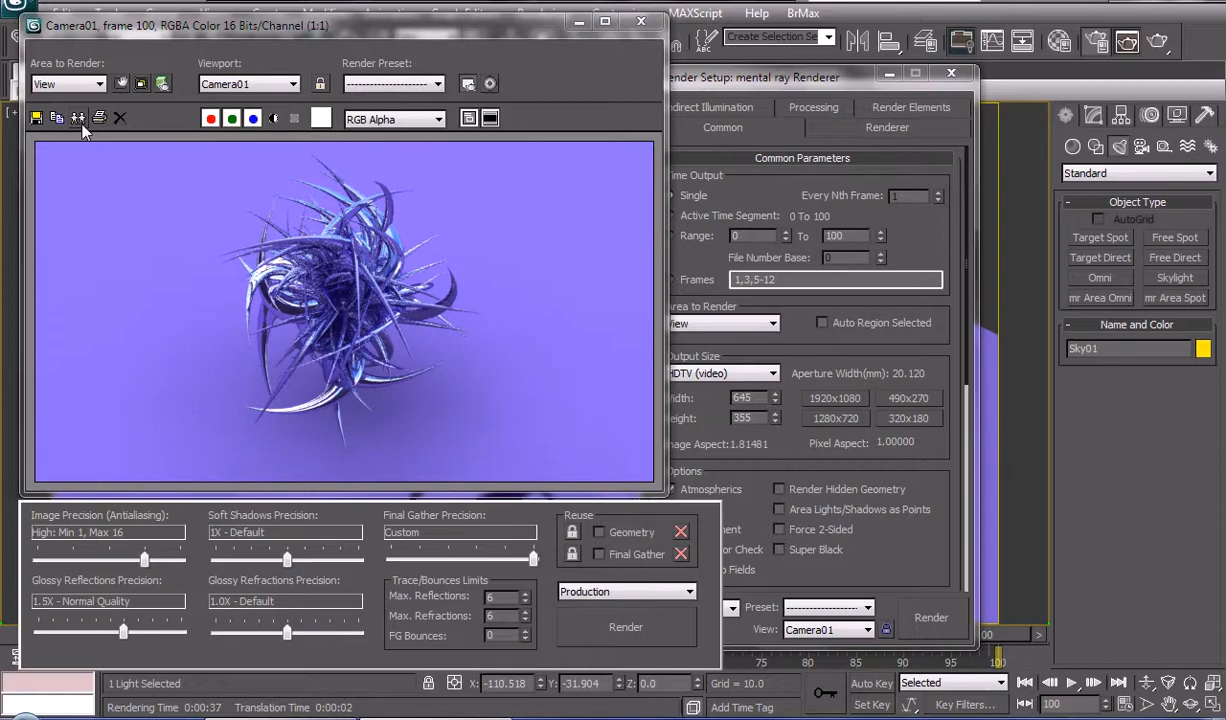 MAXScript Help BrMax
Camera01, frame 100, RGBA Color 16 Bits/Channel (1:1)
Create Selection Se
Area to Render: Viewport: Render Preset:
View Camera01 ----------------------
RGB Alpha
ender Setup: mental ray Renderer
direct Illumination Processing Render Elements
Common Renderer
Common Parameters
Time Output
Single Every Nth Frame: 1
Active Time Segment: 0 To 100
Range: 0 To 100
File Number Base: 0
Frames 1,3,5-12
Area to Render
View Auto Region Selected
Output Size
HDTV (video) Aperture Width(mm): 20.120
Width: 645 1920x1080 490x270
Height: 355 1280x720 320x180
Image Aspect: 1.81481 Pixel Aspect: 1.00000
Options
Atmospherics Render Hidden Geometry
Area Lights/Shadows as Points
ment Force 2-Sided
or Check Super Black
o Fields
Preset: --------------------
View: Camera01 Render
Standard
- Object Type
AutoGrid
Target Spot Free Spot
Target Direct Free Direct
Omni Skylight
mr Area Omni mr Area Spot
- Name and Color
Sky01
Image Precision (Antialiasing): Soft Shadows Precision: Final Gather Precision: Reuse
High: Min 1, Max 16 1X - Default Custom Geometry
Final Gather
Glossy Reflections Precision: Glossy Refractions Precision: Trace/Bounces Limits
1.5X - Normal Quality 1.0X - Default Max. Reflections: 6 Production
Max. Refractions: 6
FG Bounces: 0 Render
75 80 85 90 95 100
1 Light Selected X: -110.518 Y: -31.904 Z: 0.0 Grid = 10.0 Auto Key Selected
Rendering Time 0:00:37 Translation Time 0:00:02 Add Time Tag Set Key Key Filters... 100